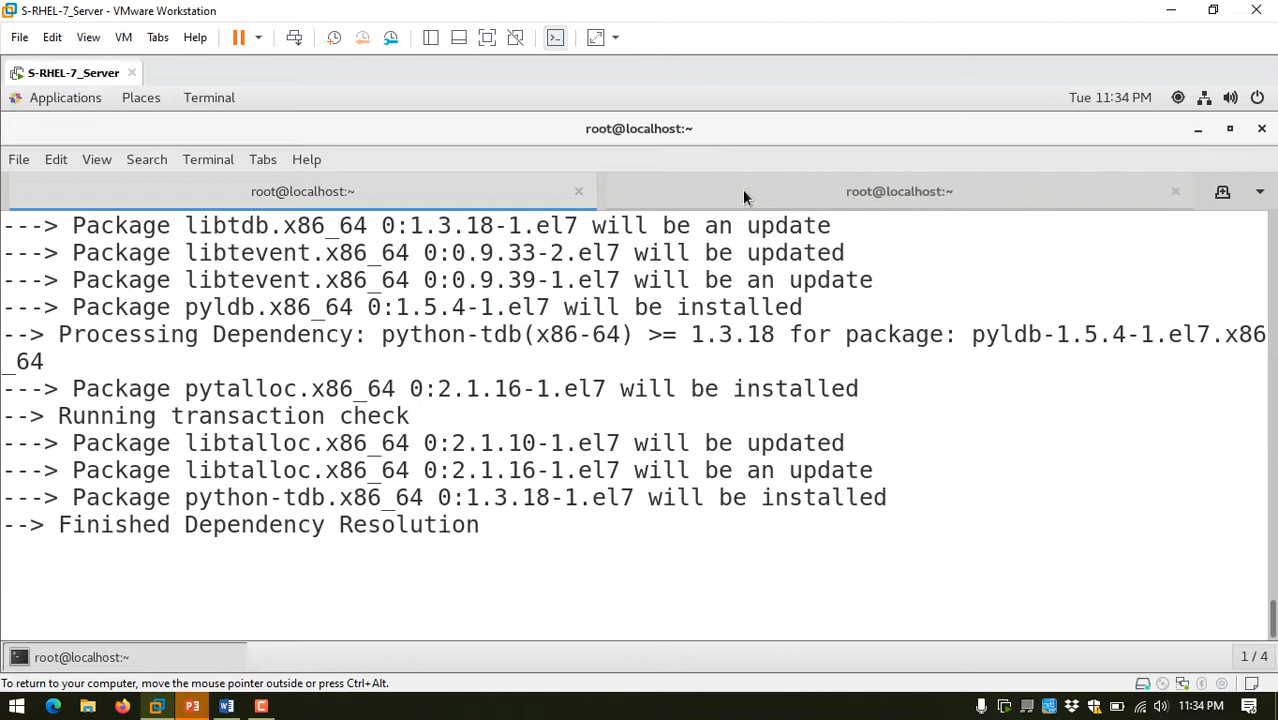 S-RHEL-7_Server - VMware Workstation
File Edit View VM Tabs Help
S-RHEL-7_Server
Applications Places Terminal Tue 11:34 PM
root@localhost:~
File Edit View Search Terminal Tabs Help
root@localhost:~ root@localhost:~
---> Package libtdb.x86_64 0:1.3.18-1.el7 will be an update
---> Package libtevent.x86_64 0:0.9.33-2.el7 will be updated
---> Package libtevent.x86_64 0:0.9.39-1.el7 will be an update
---> Package pyldb.x86_64 0:1.5.4-1.el7 will be installed
--> Processing Dependency: python-tdb(x86-64) >= 1.3.18 for package: pyldb-1.5.4-1.el7.x86
_64
---> Package pytalloc.x86_64 0:2.1.16-1.el7 will be installed
--> Running transaction check
---> Package libtalloc.x86_64 0:2.1.10-1.el7 will be updated
---> Package libtalloc.x86_64 0:2.1.16-1.el7 will be an update
---> Package python-tdb.x86_64 0:1.3.18-1.el7 will be installed
--> Finished Dependency Resolution
root@localhost:~ 1 / 4
To return to your computer, move the mouse pointer outside or press Ctrl+Alt.
11:34 PM